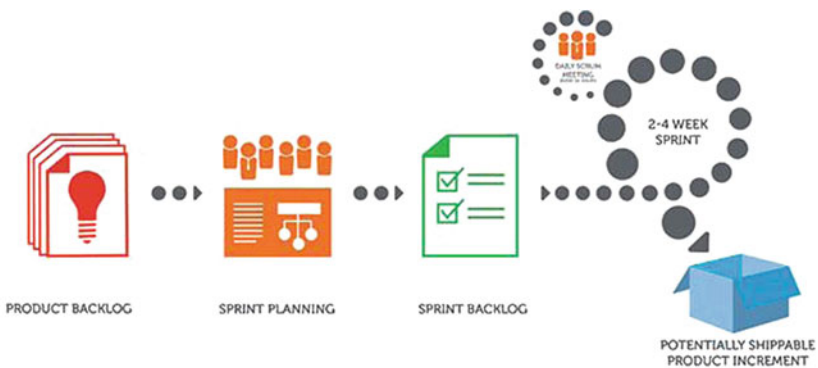 DAILY SCRUM
MEETING
2-4 WEEK
SPRINT
PRODUCT BACKLOG
SPRINT PLANNING
SPRINT BACKLOG
POTENTIALLY SHIPPABLE
PRODUCT INCREMENT